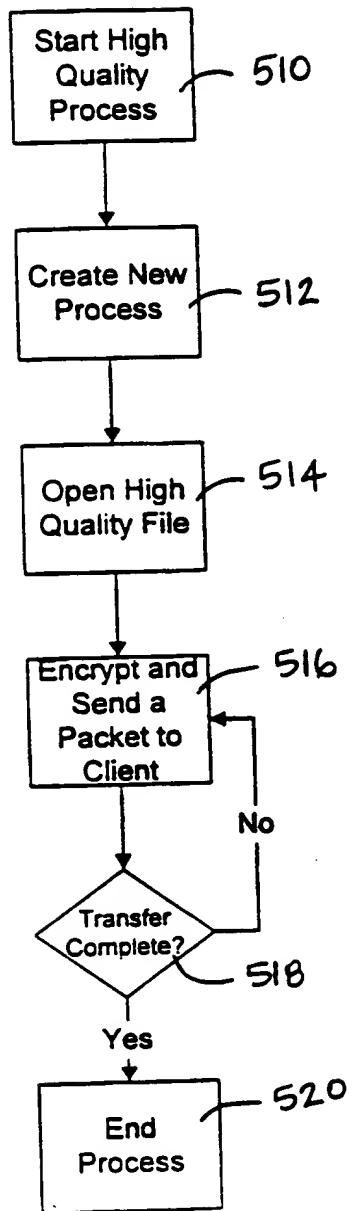 Start High
Quality
Process
510
Create New
Process
512
Open High
Quality File
514
Encrypt and
Send a
Packet to
Client
516
No
Transfer
Complete?
518
Yes
End
Process
520